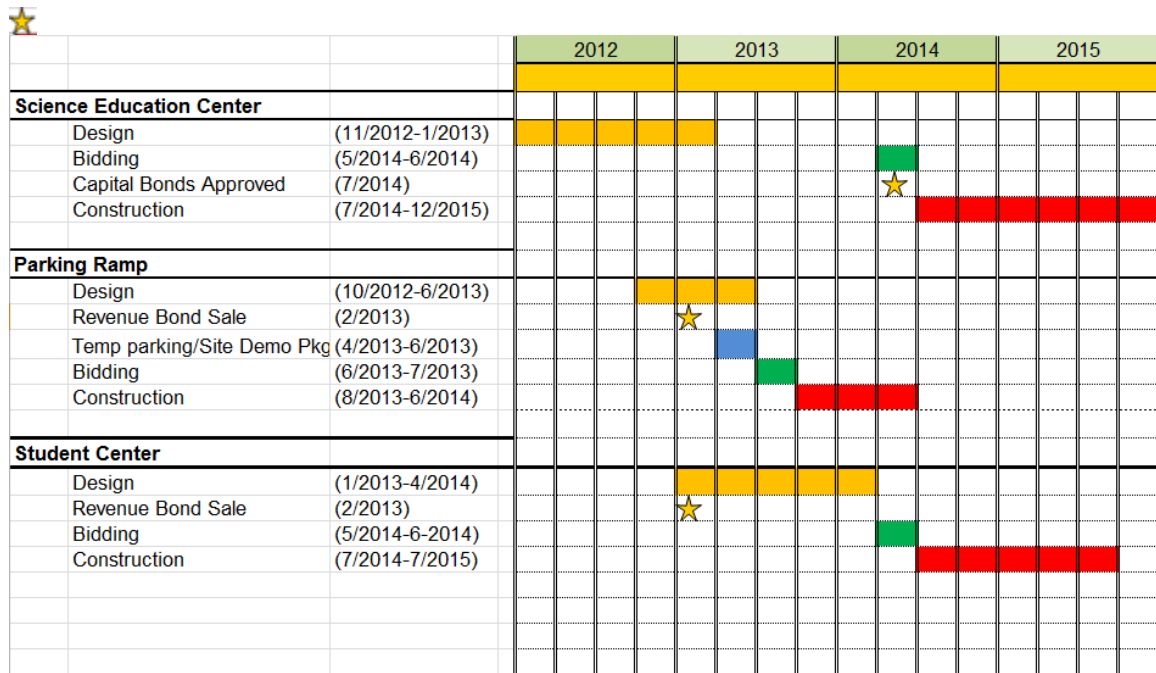 2012 2013 2014 2015
Science Education Center
Design (11/2012-1/2013)
Bidding (5/2014-6/2014)
Capital Bonds Approved (7/2014)
Construction (7/2014-12/2015)
Parking Ramp
Design (10/2012-6/2013)
Revenue Bond Sale (2/2013)
Temp parking/Site Demo Pkg (4/2013-6/2013)
Bidding (6/2013-7/2013)
Construction (8/2013-6/2014)
Student Center
Design (1/2013-4/2014)
Revenue Bond Sale (2/2013)
Bidding (5/2014-6-2014)
Construction (7/2014-7/2015)